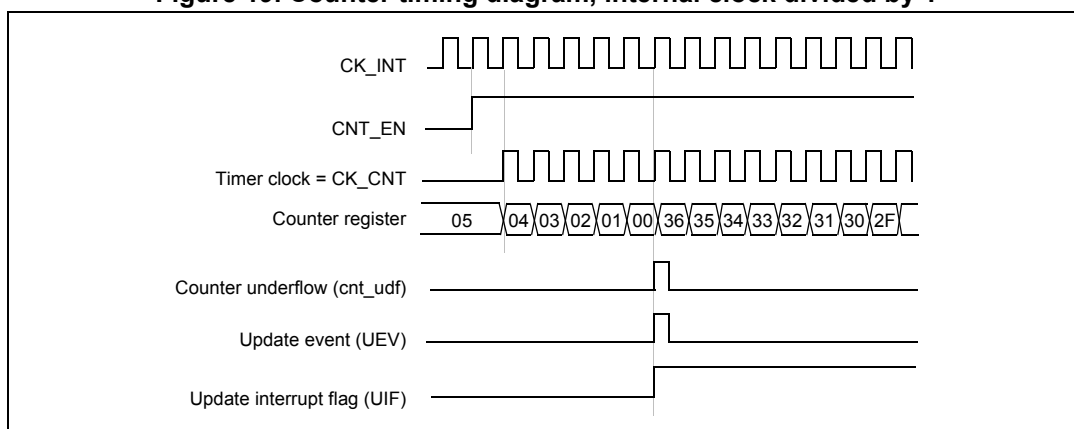 Figure 40. Counter timing diagram, internal clock divided by 1
CK_INT
CNT_EN
Timer clock = CK_CNT
Counter register 05 04 03 02 01 00 36 35 34 33 32 31 30 2F
Counter underflow (cnt_udf)
Update event (UEV)
Update interrupt flag (UIF)